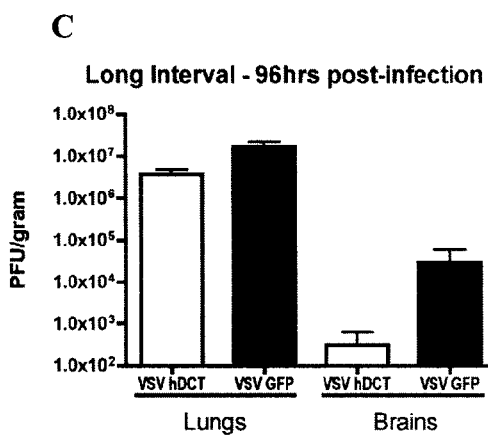 C
Long Interval - 96hrs post-infection
PFU/gram
1.0x10⁸
1.0x10⁷
1.0x10⁶
1.0x10⁵
1.0x10⁴
1.0x10³
1.0x10²
VSV hDCT VSV GFP VSV hDCT VSV GFP
Lungs Brains